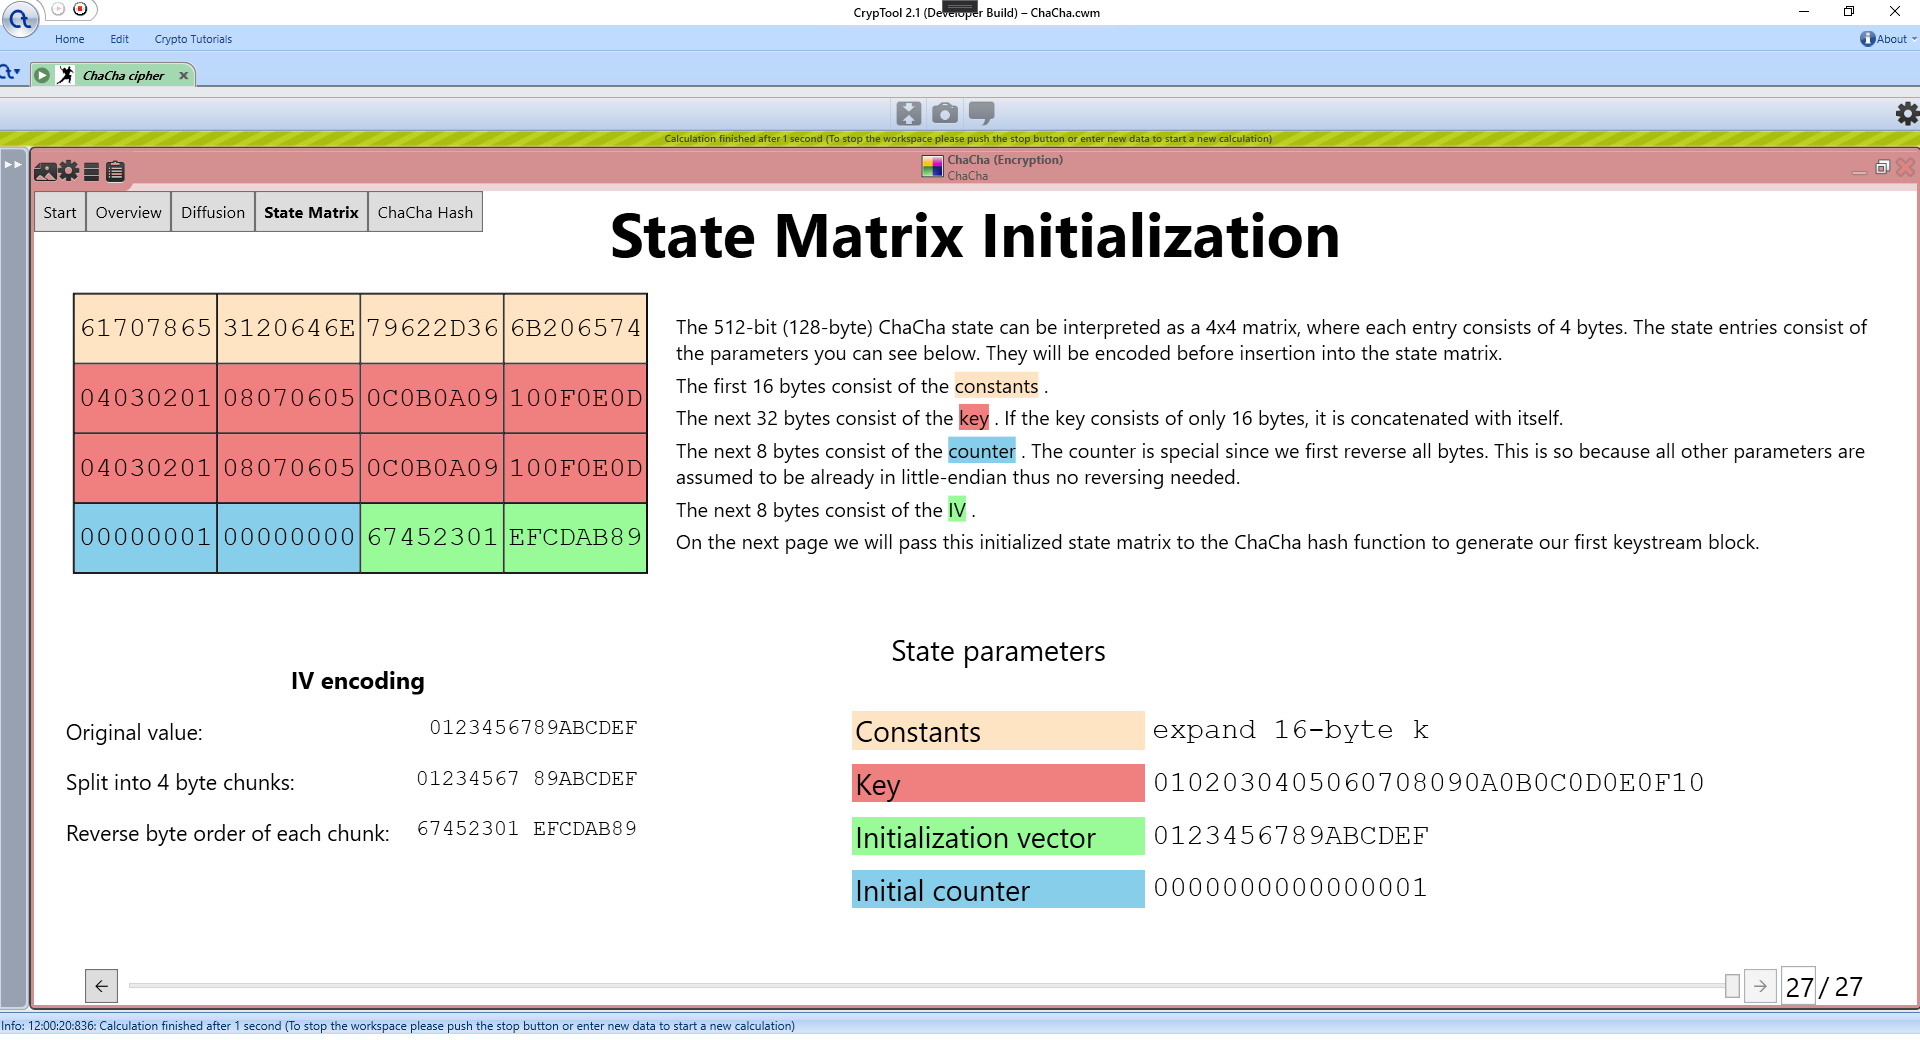 CrypTool 2.1 (Developer Build) – ChaCha.cwm
Home Edit Crypto Tutorials
About
ChaCha cipher
Calculation finished after 1 second (To stop the workspace please push the stop button or enter new data to start a new calculation)
ChaCha (Encryption)
ChaCha
Start Overview Diffusion State Matrix ChaCha Hash
State Matrix Initialization
61707865 3120646E 79622D36 6B206574
04030201 08070605 0C0B0A09 100F0E0D
04030201 08070605 0C0B0A09 100F0E0D
00000001 00000000 67452301 EFCDAB89
The 512-bit (128-byte) ChaCha state can be interpreted as a 4x4 matrix, where each entry consists of 4 bytes. The state entries consist of
the parameters you can see below. They will be encoded before insertion into the state matrix.
The first 16 bytes consist of the constants .
The next 32 bytes consist of the key . If the key consists of only 16 bytes, it is concatenated with itself.
The next 8 bytes consist of the counter . The counter is special since we first reverse all bytes. This is so because all other parameters are
assumed to be already in little-endian thus no reversing needed.
The next 8 bytes consist of the IV .
On the next page we will pass this initialized state matrix to the ChaCha hash function to generate our first keystream block.
IV encoding
Original value: 0123456789ABCDEF
Split into 4 byte chunks: 01234567 89ABCDEF
Reverse byte order of each chunk: 67452301 EFCDAB89
State parameters
Constants expand 16-byte k
Key 0102030405060708090A0B0C0D0E0F10
Initialization vector 0123456789ABCDEF
Initial counter 0000000000000001
27 / 27
Info: 12:00:20:836: Calculation finished after 1 second (To stop the workspace please push the stop button or enter new data to start a new calculation)